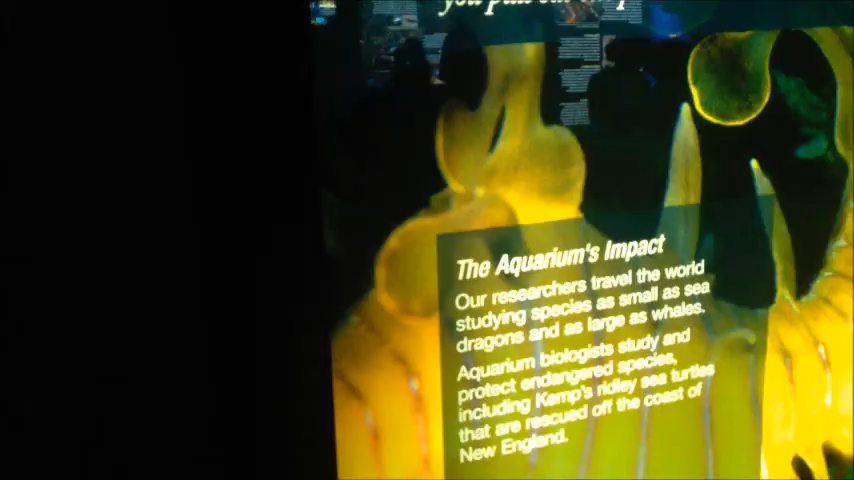 The Aquarium's Impact
Our researchers travel the world
studying species as small as sea
dragons and as large as whales.
Aquarium biologists study and
protect endangered species,
including Kemp's ridley sea turtles
that are rescued off the coast of
New England.